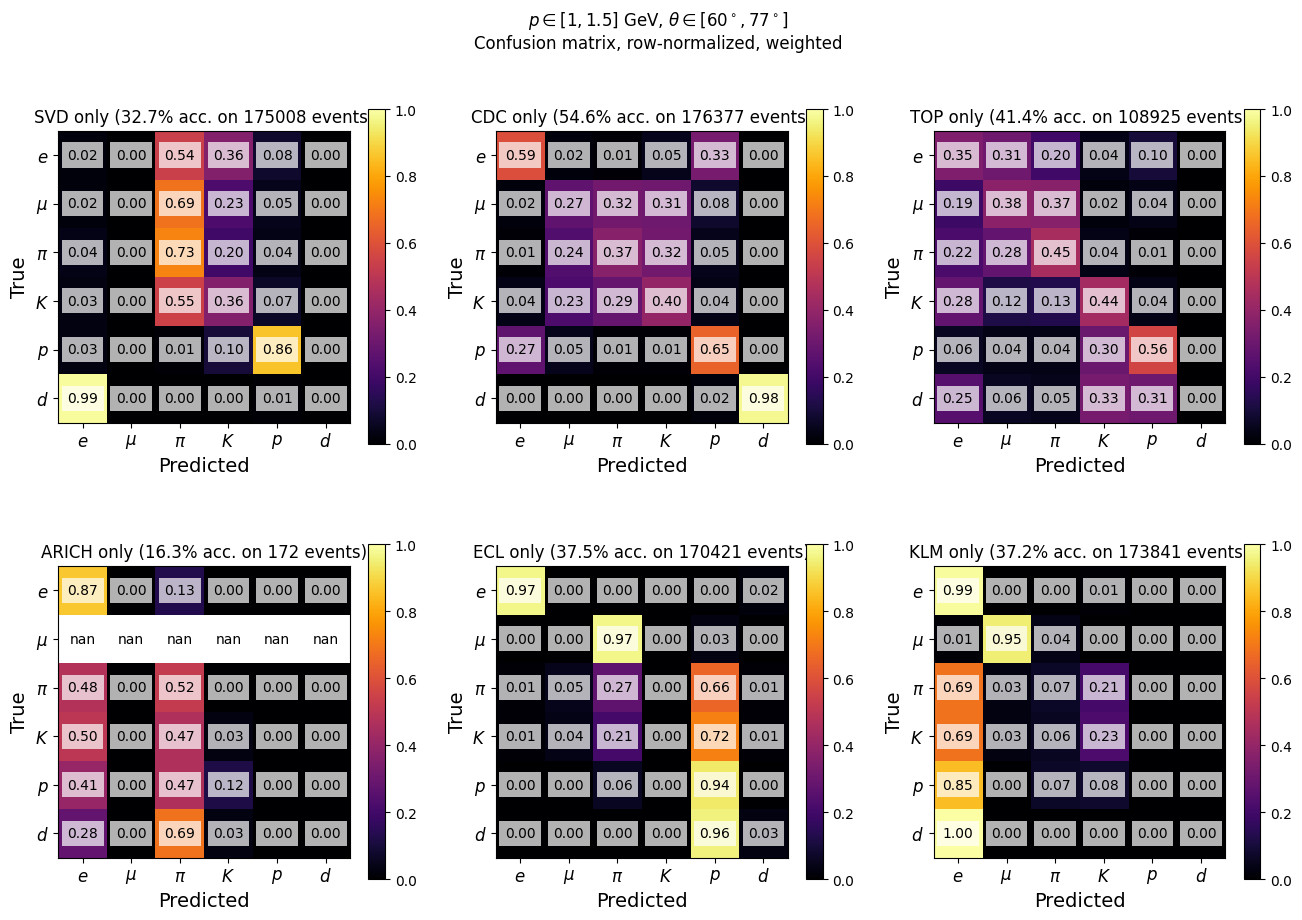 p ∈ [1, 1.5] GeV, θ ∈ [60°, 77°]
Confusion matrix, row-normalized, weighted
SVD only (32.7% acc. on 175008 events
1.0
e 0.02 0.00 0.54 0.36 0.08 0.00
μ 0.02 0.00 0.69 0.23 0.05 0.00
0.8
π 0.04 0.00 0.73 0.20 0.04 0.00
0.6
K 0.03 0.00 0.55 0.36 0.07 0.00
0.4
p 0.03 0.00 0.01 0.10 0.86 0.00
0.2
d 0.99 0.00 0.00 0.00 0.01 0.00
0.0
True
e μ π K p d
Predicted
CDC only (54.6% acc. on 176377 events
1.0
e 0.59 0.02 0.01 0.05 0.33 0.00
μ 0.02 0.27 0.32 0.31 0.08 0.00
0.8
π 0.01 0.24 0.37 0.32 0.05 0.00
0.6
K 0.04 0.23 0.29 0.40 0.04 0.00
0.4
p 0.27 0.05 0.01 0.01 0.65 0.00
0.2
d 0.00 0.00 0.00 0.00 0.02 0.98
0.0
True
e μ π K p d
Predicted
TOP only (41.4% acc. on 108925 events
1.0
e 0.35 0.31 0.20 0.04 0.10 0.00
μ 0.19 0.38 0.37 0.02 0.04 0.00
0.8
π 0.22 0.28 0.45 0.04 0.01 0.00
0.6
K 0.28 0.12 0.13 0.44 0.04 0.00
0.4
p 0.06 0.04 0.04 0.30 0.56 0.00
0.2
d 0.25 0.06 0.05 0.33 0.31 0.00
0.0
True
e μ π K p d
Predicted
ARICH only (16.3% acc. on 172 events)
1.0
e 0.87 0.00 0.13 0.00 0.00 0.00
μ nan nan nan nan nan nan
0.8
π 0.48 0.00 0.52 0.00 0.00 0.00
0.6
K 0.50 0.00 0.47 0.03 0.00 0.00
0.4
p 0.41 0.00 0.47 0.12 0.00 0.00
0.2
d 0.28 0.00 0.69 0.03 0.00 0.00
0.0
True
e μ π K p d
Predicted
ECL only (37.5% acc. on 170421 events
1.0
e 0.97 0.00 0.00 0.00 0.00 0.02
μ 0.00 0.00 0.97 0.00 0.03 0.00
0.8
π 0.01 0.05 0.27 0.00 0.66 0.01
0.6
K 0.01 0.04 0.21 0.00 0.72 0.01
0.4
p 0.00 0.00 0.06 0.00 0.94 0.00
0.2
d 0.00 0.00 0.00 0.00 0.96 0.03
0.0
True
e μ π K p d
Predicted
KLM only (37.2% acc. on 173841 events
1.0
e 0.99 0.00 0.00 0.01 0.00 0.00
μ 0.01 0.95 0.04 0.00 0.00 0.00
0.8
π 0.69 0.03 0.07 0.21 0.00 0.00
0.6
K 0.69 0.03 0.06 0.23 0.00 0.00
0.4
p 0.85 0.00 0.07 0.08 0.00 0.00
0.2
d 1.00 0.00 0.00 0.00 0.00 0.00
0.0
True
e μ π K p d
Predicted